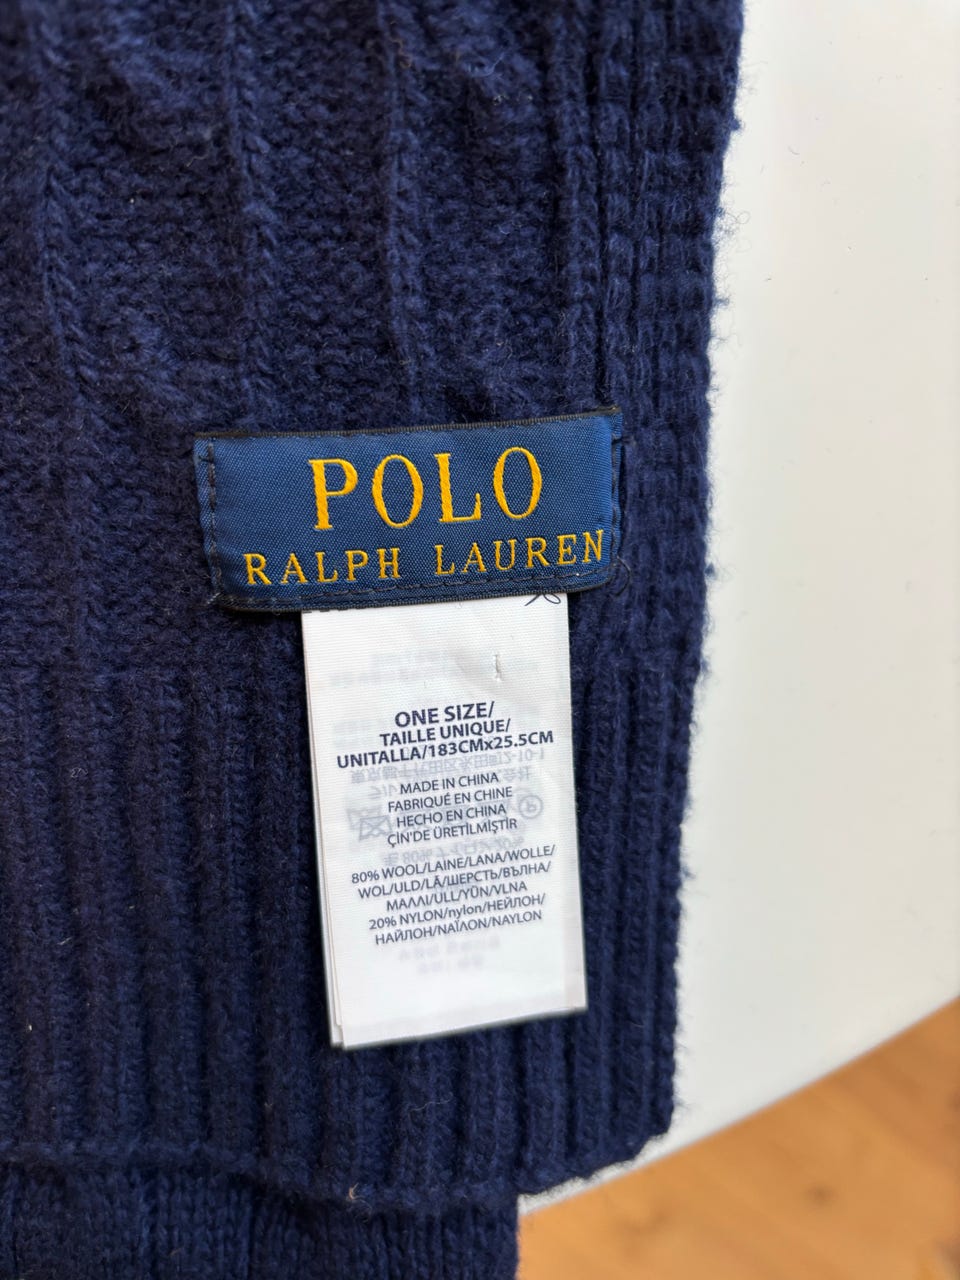 POLO
RALPH LAUREN
ONE SIZE/
TAILLE UNIQUE/
UNITALLA/183CMx25.5CM
MADE IN CHINA
FABRIQUÉ EN CHINE
HECHO EN CHINA
ÇIN'DE ÜRETILMIŞTIR
80% WOOL/LAINE/LANA/WOLLE/
WOL/ULD/LÃ/ШЕРСТЬ/ВЪЛНА/
ΜΑΛΛΙ/ULL/YÜN/VLNA
20% NYLON/nylon/НЕЙЛОН/
НАЙЛОН/ΝΑΪΛΟΝ/NAYLON